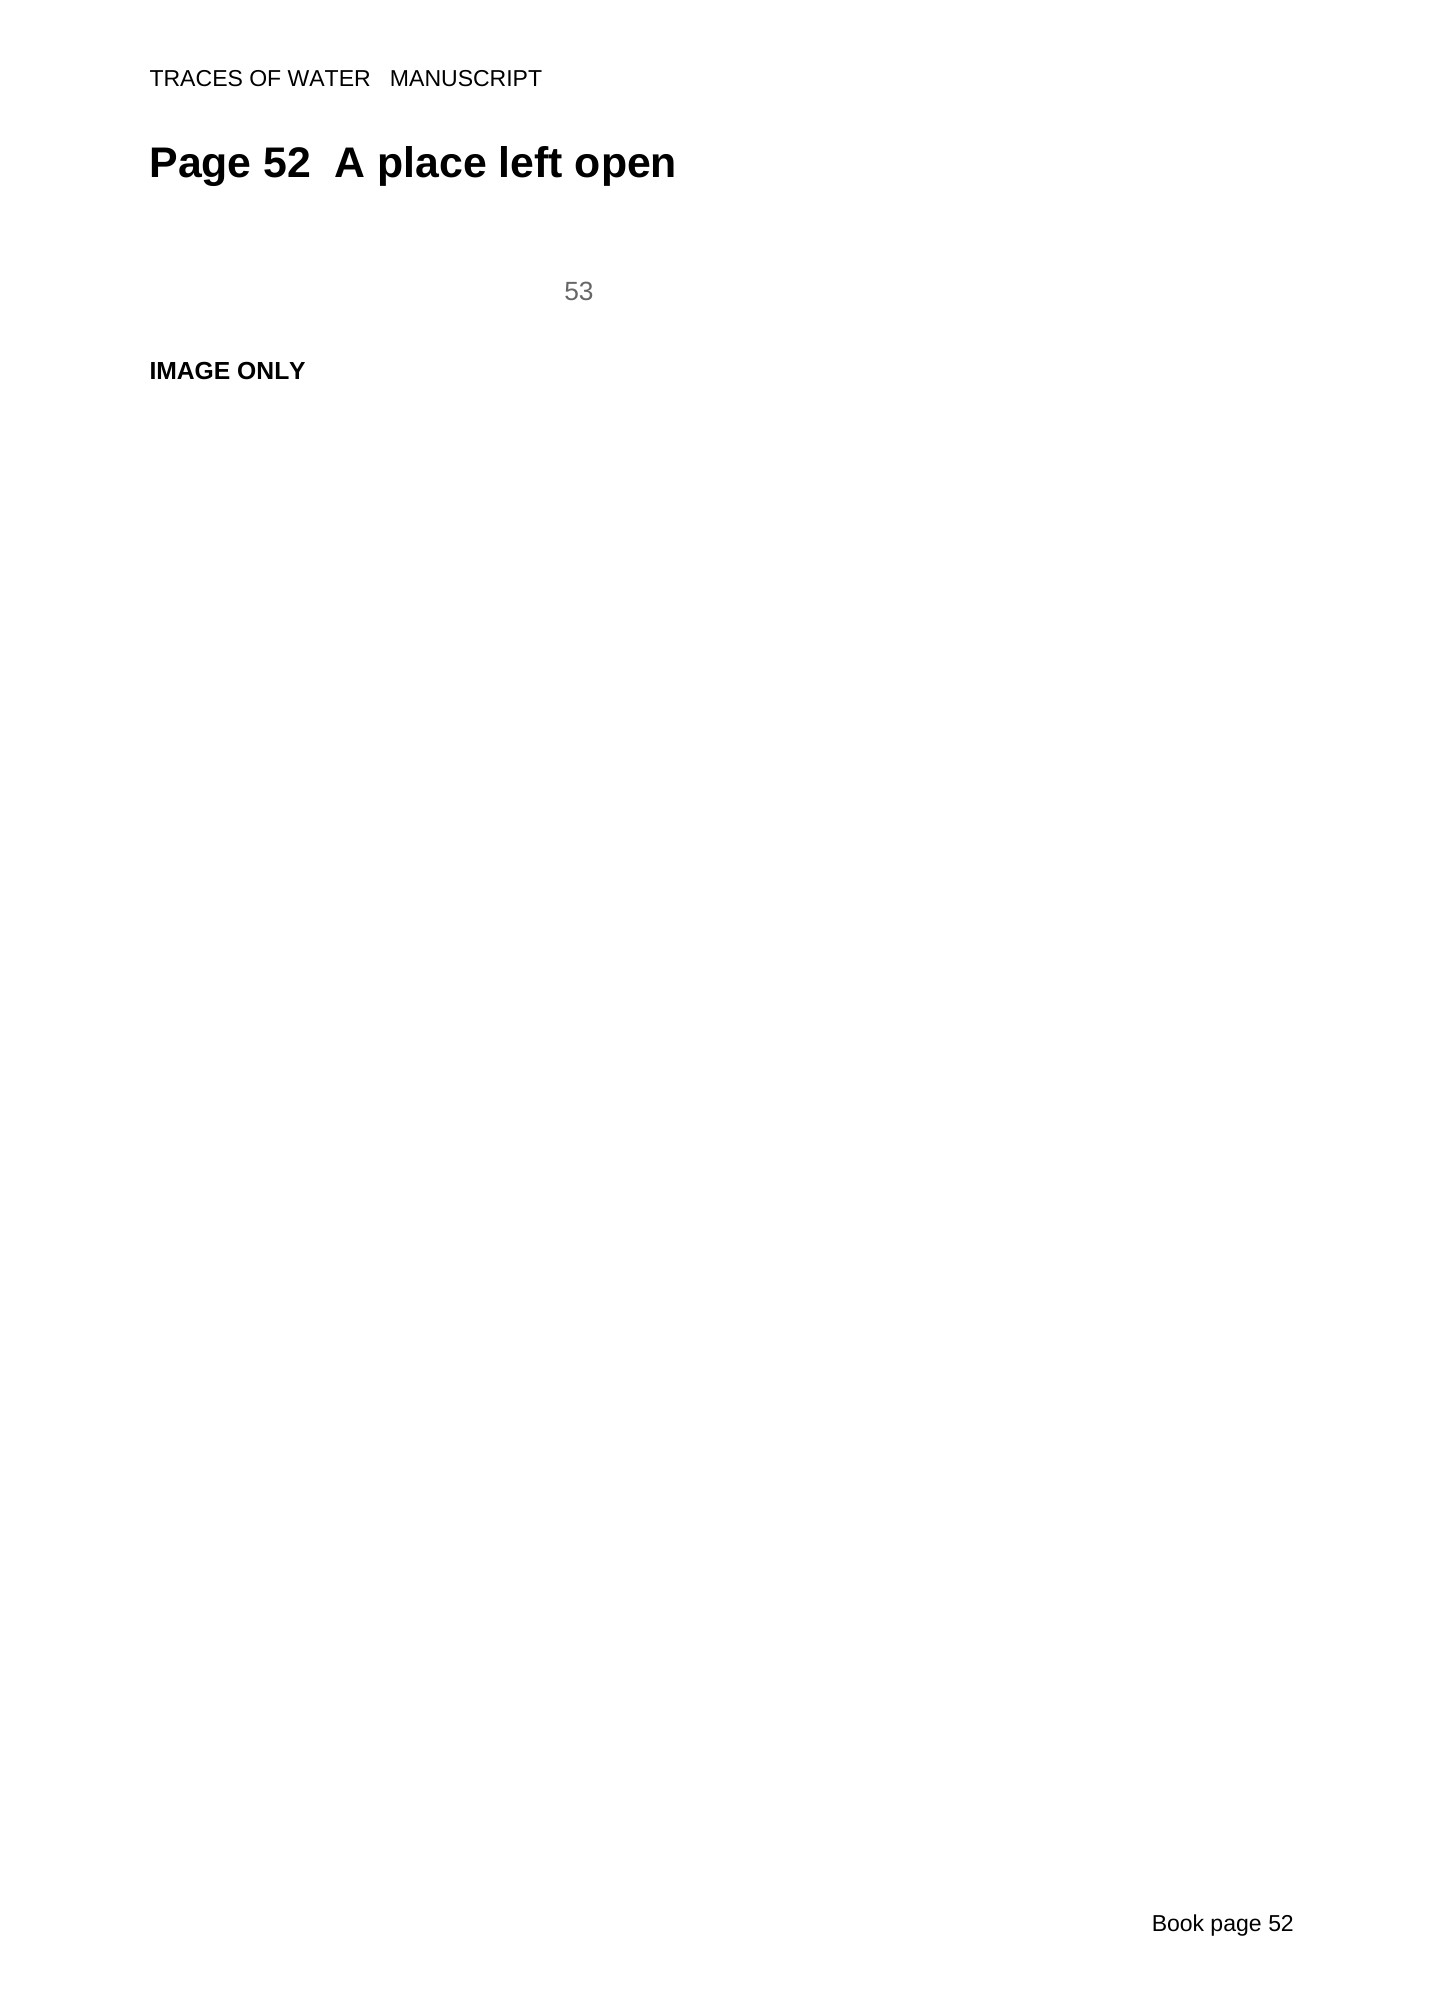 TRACES OF WATER   MANUSCRIPT
Page 52  A place left open
53
IMAGE ONLY
Book page 52